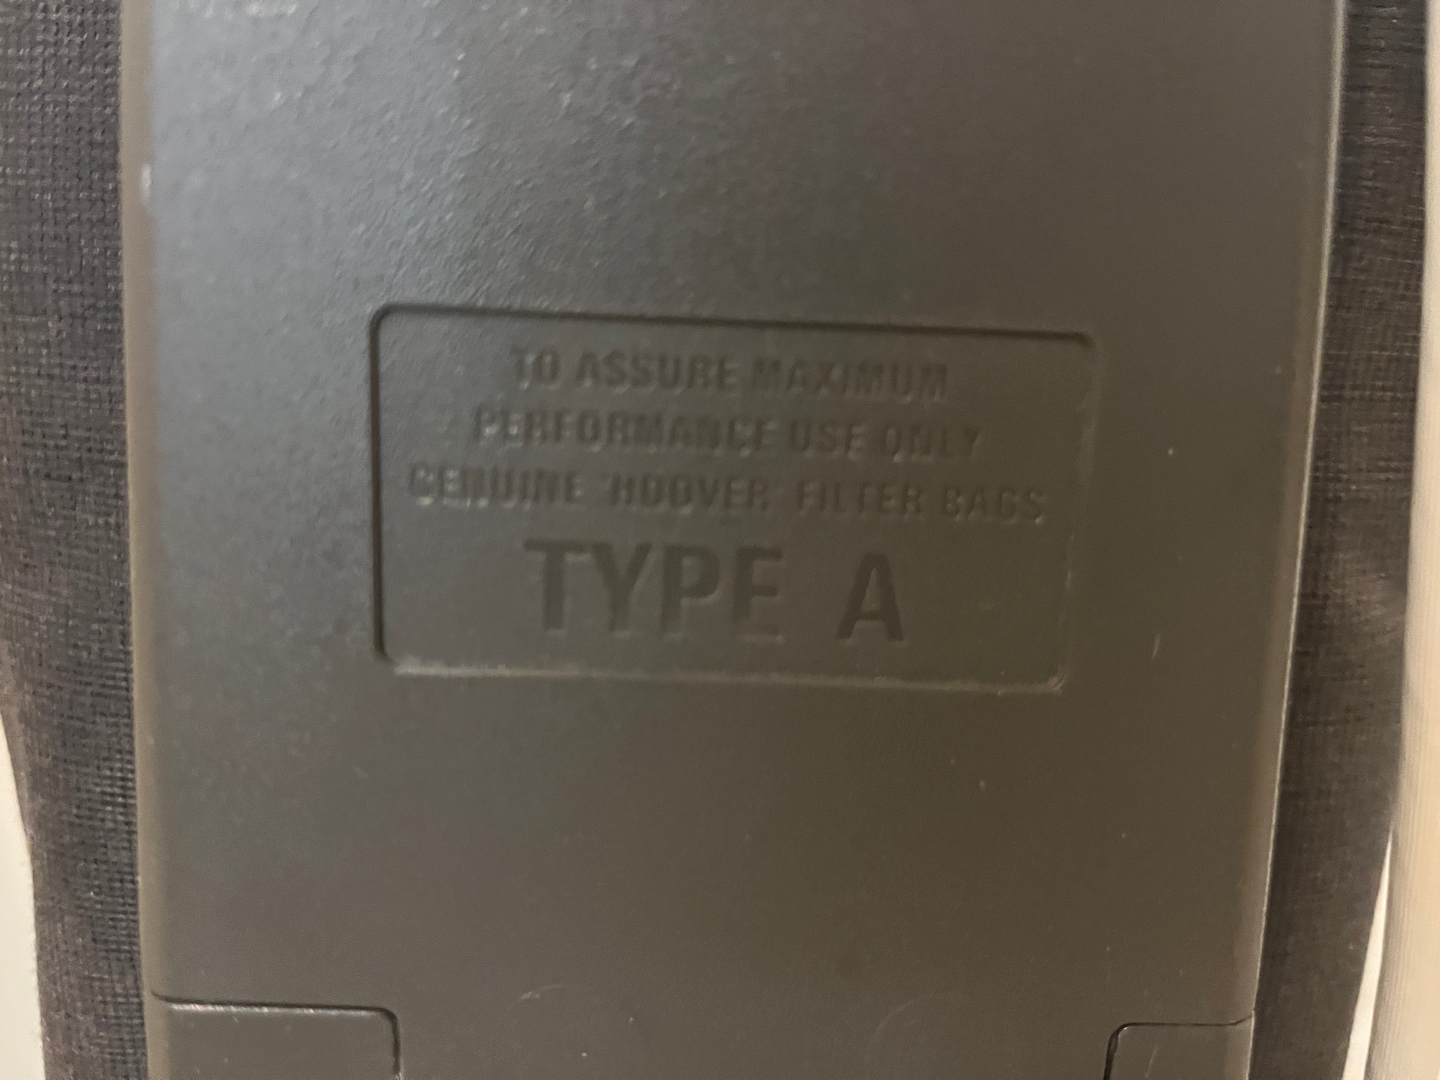 TO ASSURE MAXIMUM
PERFORMANCE USE ONLY
GENUINE "HOOVER" FILTER BAGS
TYPE A